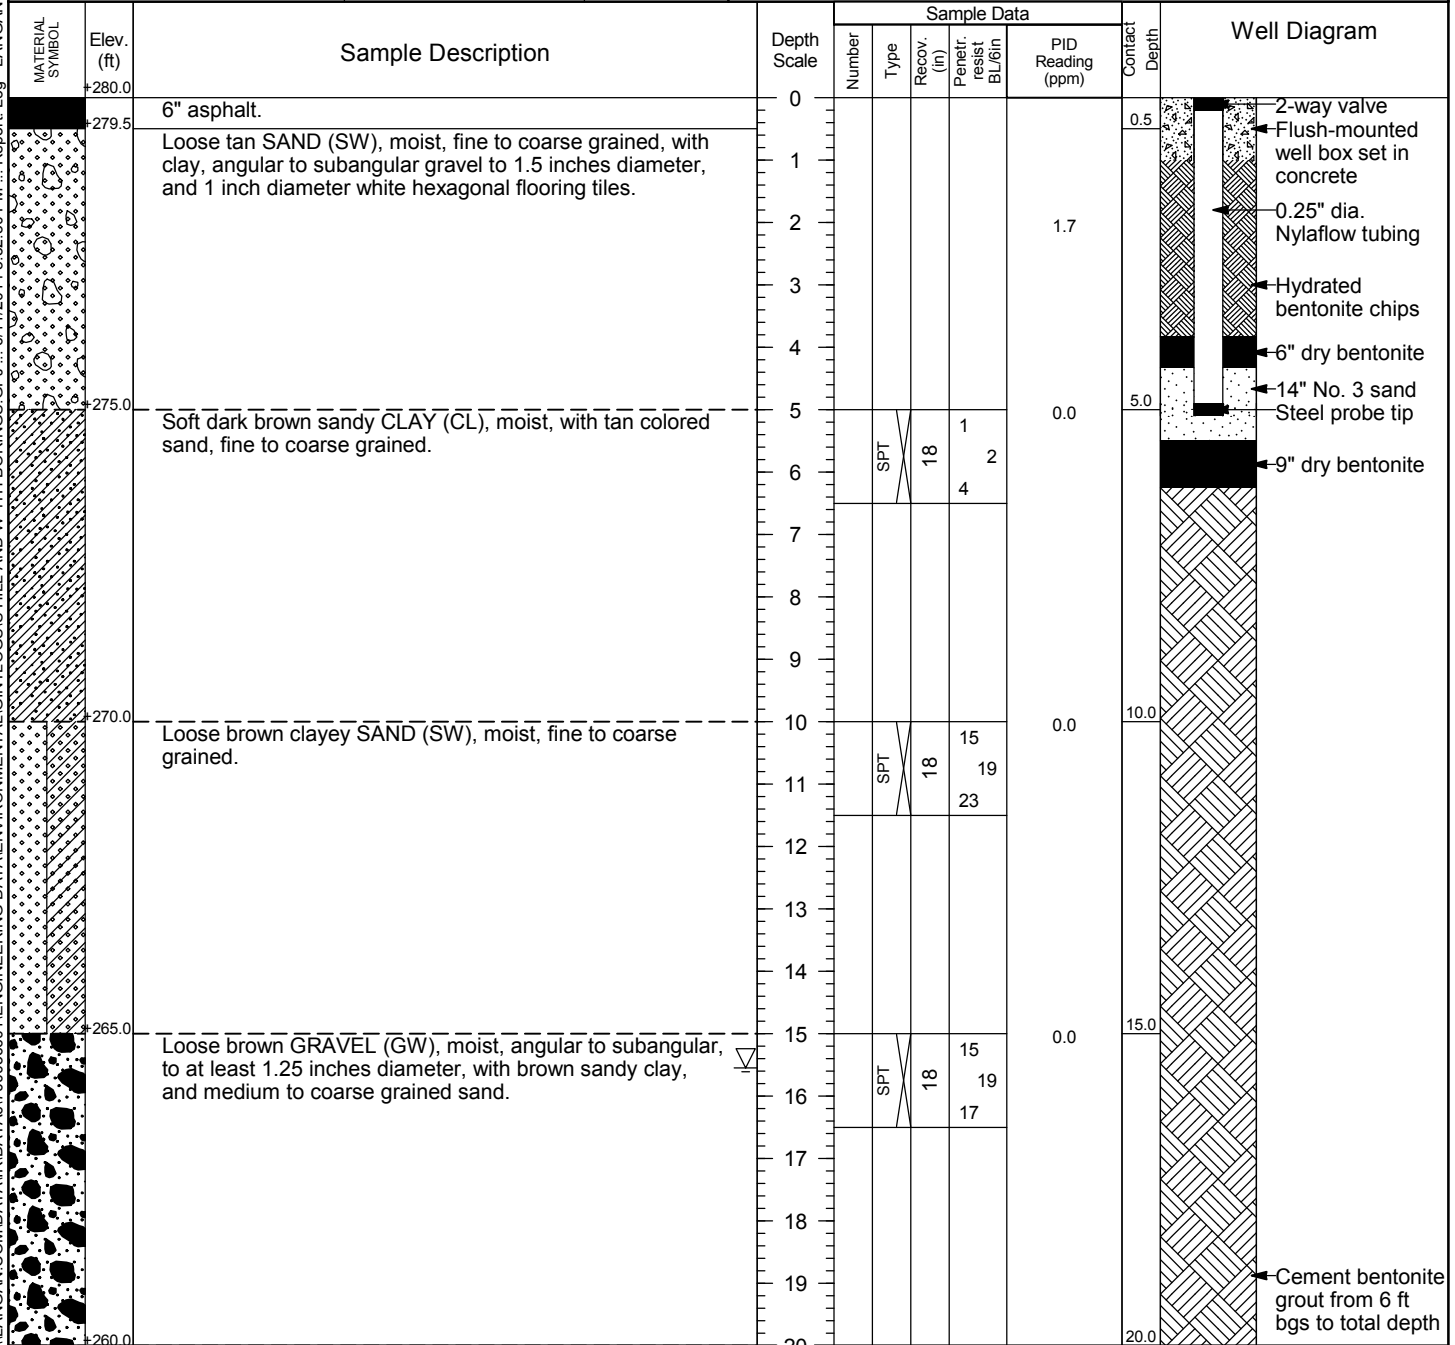 Sample Data
MATERIAL
SYMBOL
Elev.
(ft)
Sample Description
Depth
Scale
Number
Type
Recov.
(in)
Penetr.
resist
BL/6in
PID
Reading
(ppm)
Contact
Depth
Well Diagram
+280.0
0
6" asphalt.
2-way valve
+279.5
0.5
Flush-mounted
well box set in
concrete
Loose tan SAND (SW), moist, fine to coarse grained, with
clay, angular to subangular gravel to 1.5 inches diameter,
and 1 inch diameter white hexagonal flooring tiles.
1
2
1.7
0.25" dia.
Nylaflow tubing
3
Hydrated
bentonite chips
4
6" dry bentonite
14" No. 3 sand
+275.0
5
0.0
5.0
Steel probe tip
Soft dark brown sandy CLAY (CL), moist, with tan colored
sand, fine to coarse grained.
SPT
18
1
2
4
6
9" dry bentonite
7
8
9
+270.0
10
0.0
10.0
Loose brown clayey SAND (SW), moist, fine to coarse
grained.
SPT
18
15
19
23
11
12
13
14
+265.0
15
0.0
15.0
Loose brown GRAVEL (GW), moist, angular to subangular,
to at least 1.25 inches diameter, with brown sandy clay,
and medium to coarse grained sand.
SPT
18
15
19
17
16
17
18
19
Cement bentonite
grout from 6 ft
bgs to total depth
+260.0
20
20.0